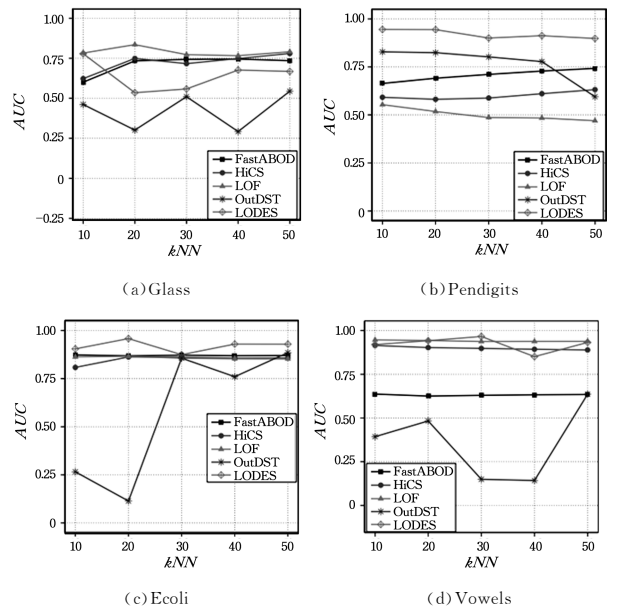 1.00
0.75
0.50
0.25
0
−0.25
AUC
10 20 30 40 50
kNN
FastABOD
HiCS
LOF
OutDST
LODES
(a)Glass
1.00
0.75
0.50
0.25
0
AUC
10 20 30 40 50
kNN
FastABOD
HiCS
LOF
OutDST
LODES
(b)Pendigits
1.00
0.75
0.50
0.25
0
AUC
10 20 30 40 50
kNN
FastABOD
HiCS
LOF
OutDST
LODES
(c)Ecoli
1.00
0.75
0.50
0.25
0
AUC
10 20 30 40 50
kNN
FastABOD
HiCS
LOF
OutDST
LODES
(d)Vowels